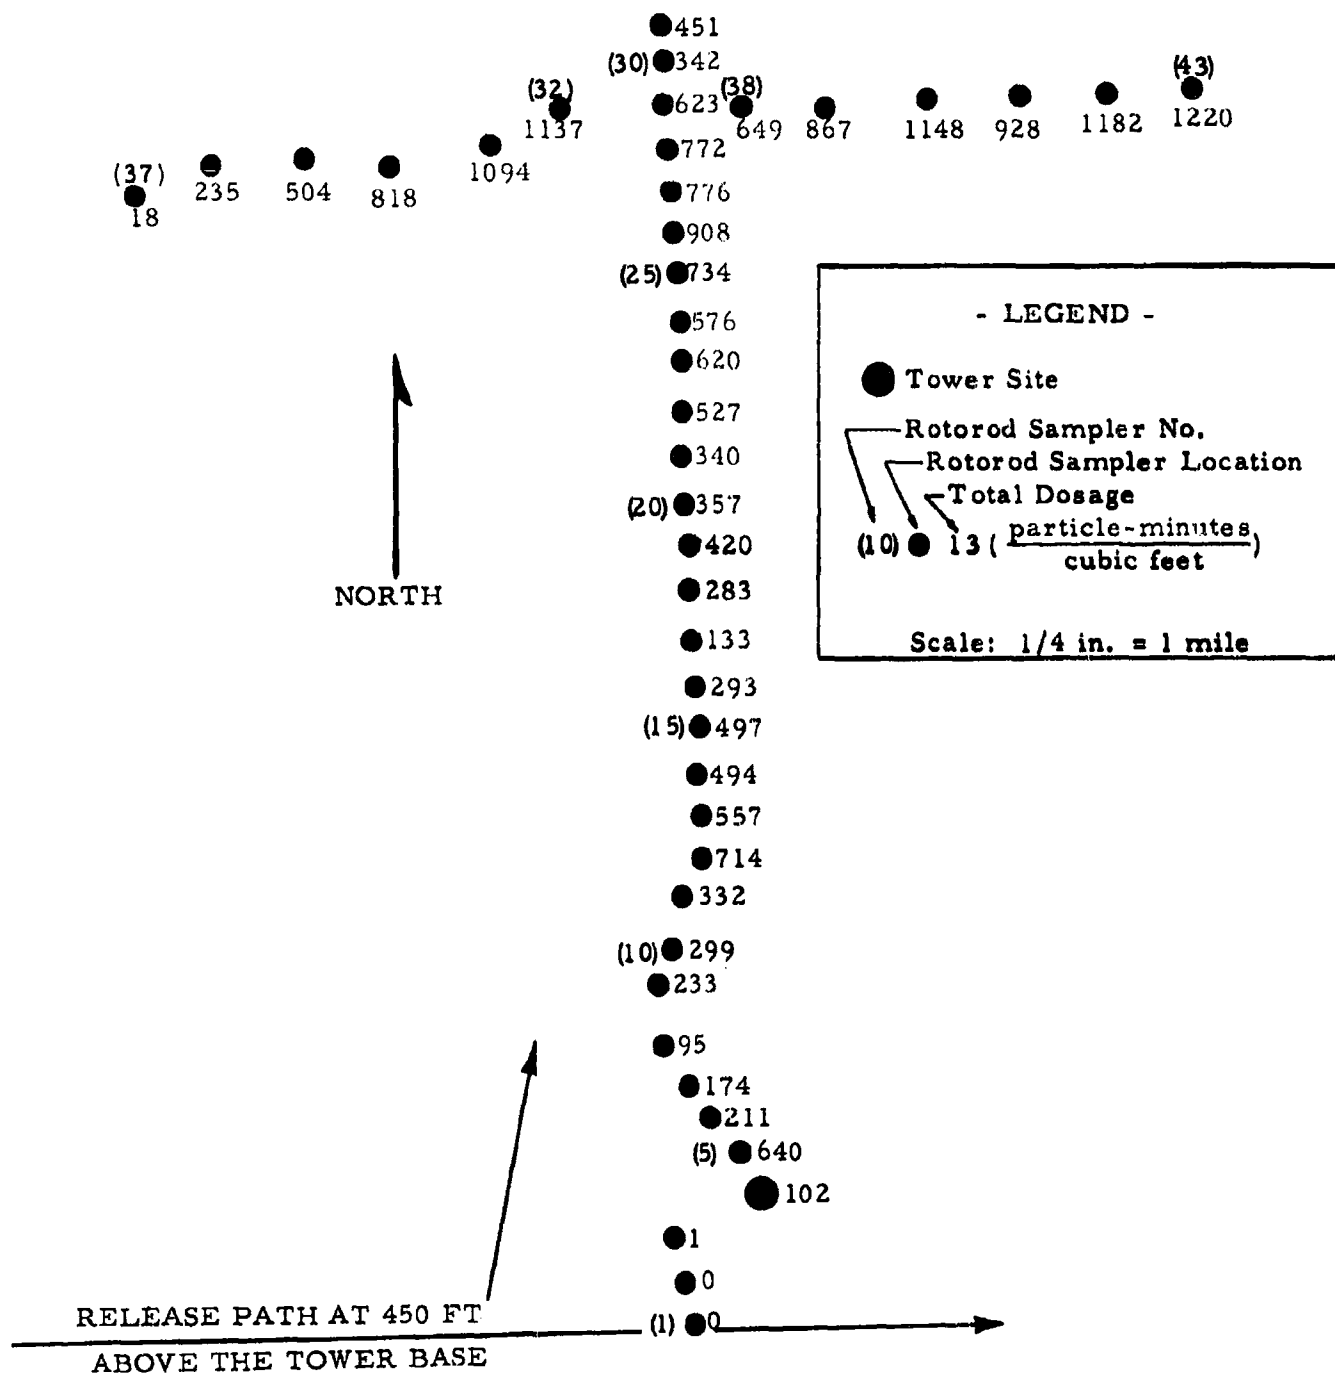 451
(30) 342
(32) 623 (38) (43)
1137 649 867 1148 928 1182 1220
772
1094
(37) 235 504 818 776
18
908
(25) 734
576
620
527
340
(20) 357
420
283
133
293
(15) 497
494
557
714
332
(10) 299
233
95
174
211
(5) 640
102
1
0
(1) 0
- LEGEND -
Tower Site
Rotorod Sampler No.
Rotorod Sampler Location
Total Dosage
(10) 13 ( particle-minutes
cubic feet )
Scale: 1/4 in. = 1 mile
NORTH
RELEASE PATH AT 450 FT
ABOVE THE TOWER BASE